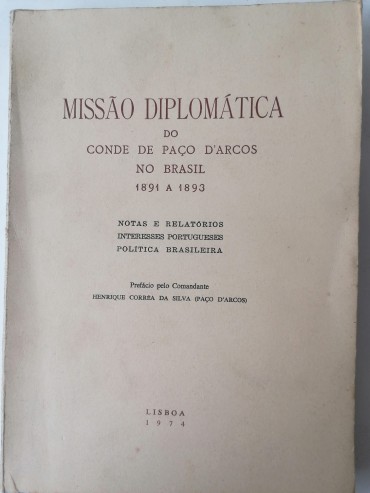 MISSÃO DIPLOMÁTICA
DO
CONDE DE PAÇO D'ARCOS
NO BRASIL
1891 A 1893
NOTAS E RELATÓRIOS
INTERESSES PORTUGUESES
POLITICA BRASILEIRA
Prefácio pelo Comandante
HENRIQUE CORREA DA SILVA (PAÇO D'ARCOS)
LISBOA
1974